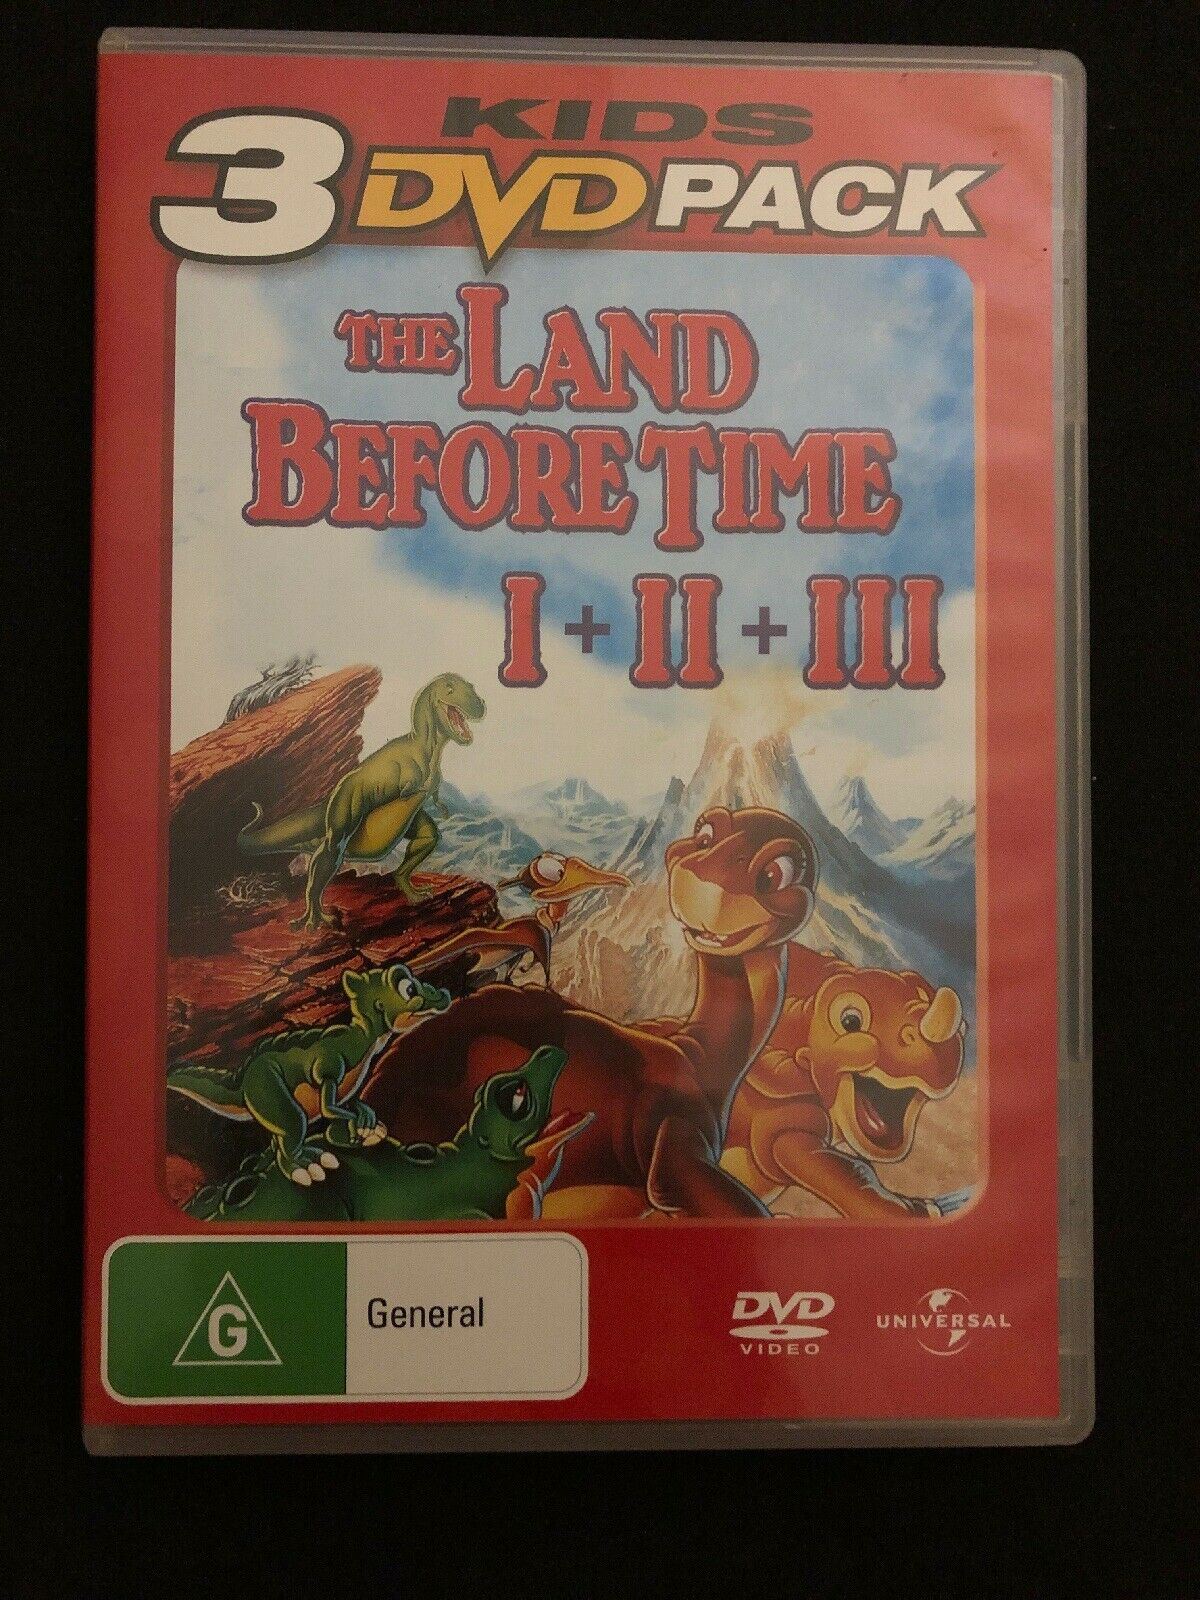 KIDS
3 DVD PACK
THE LAND
BEFORE TIME
I + II + III
G General
DVD
VIDEO
UNIVERSAL